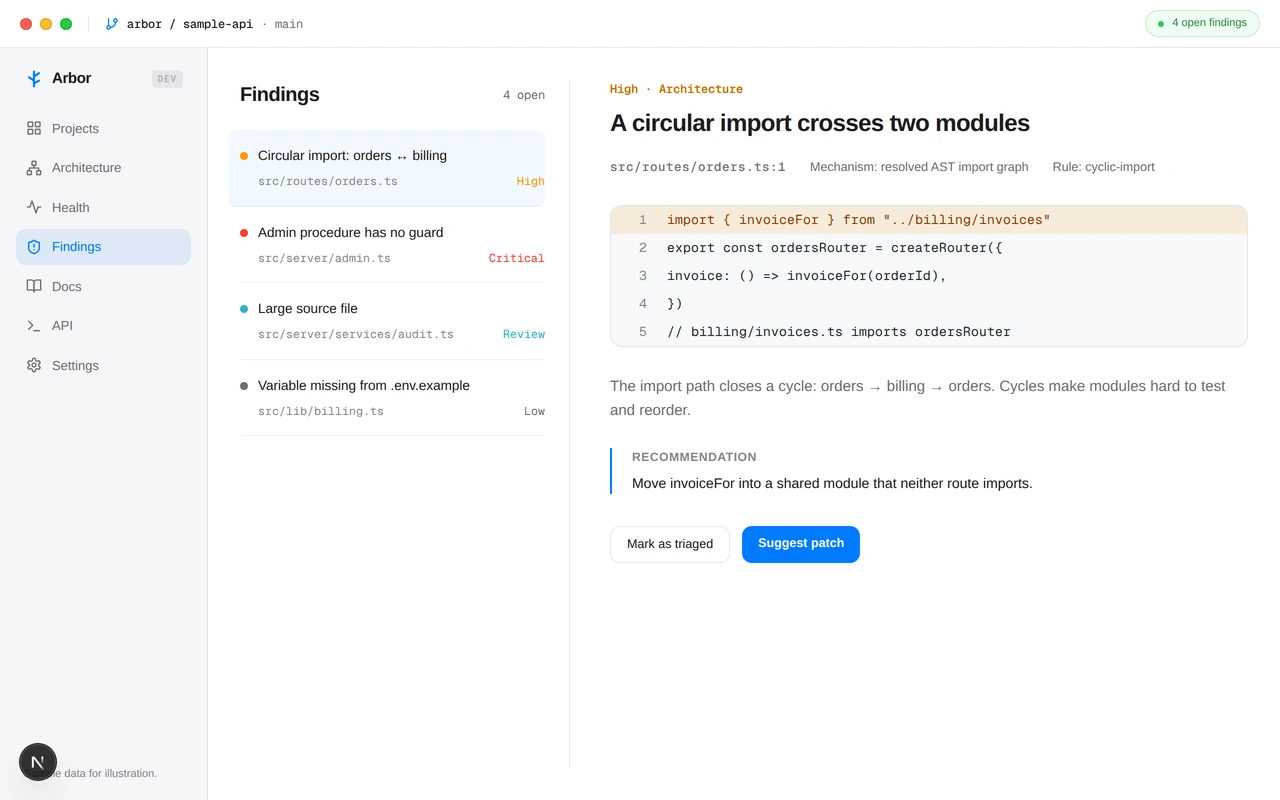 arbor / sample-api · main
4 open findings
Arbor DEV
Projects
Architecture
Health
Findings
Docs
API
Settings
data for illustration.
Findings 4 open
Circular import: orders ↔ billing
src/routes/orders.ts High
Admin procedure has no guard
src/server/admin.ts Critical
Large source file
src/server/services/audit.ts Review
Variable missing from .env.example
src/lib/billing.ts Low
High · Architecture
A circular import crosses two modules
src/routes/orders.ts:1 Mechanism: resolved AST import graph Rule: cyclic-import
1 import { invoiceFor } from "../billing/invoices"
2 export const ordersRouter = createRouter({
3 invoice: () => invoiceFor(orderId),
4 })
5 // billing/invoices.ts imports ordersRouter
The import path closes a cycle: orders → billing → orders. Cycles make modules hard to test
and reorder.
RECOMMENDATION
Move invoiceFor into a shared module that neither route imports.
Mark as triaged Suggest patch
N